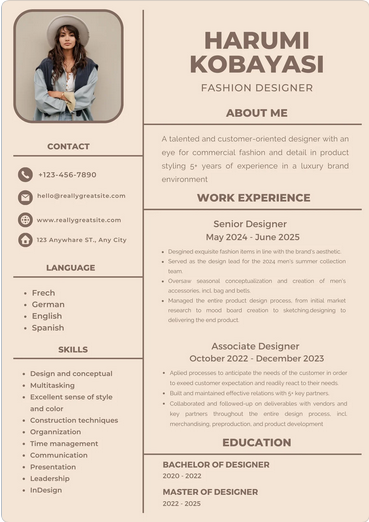 HARUMI
KOBAYASI
FASHION DESIGNER
ABOUT ME
A talented and customer-oriented designer with an
eye for commercial fashion and detail in product
styling 5+ years of experience in a luxury brand
environment
WORK EXPERIENCE
Senior Designer
May 2024 - June 2025
• Designed exquisite fashion items in line with the brand's aesthetic.
• Served as the design lead for the 2024 men's summer collection
team.
• Oversaw seasonal conceptualization and creation of men's
accessories, incl. bag and belts.
• Managed the entire product design process, from initial market
research to mood board creation to sketching,designing to
delivering the end product.
Associate Designer
October 2022 - December 2023
• Aplied processes to anticipate the needs of the customer in order
to exeed customer expectation and readily react to their needs.
• Built and maintained effective relations with 5+ key partners.
• Collaborated and followed-up on deliverables with vendors and
key partners throughout the entire design process, incl.
merchandising, preproduction, and product development
EDUCATION
BACHELOR OF DESIGNER
2020 - 2022
MASTER OF DESIGNER
2022 - 2025
CONTACT
+123-456-7890
hello@reallygreatsite.com
www.reallygreatsite.com
123 Anywhare ST., Any City
LANGUAGE
• Frech
• German
• English
• Spanish
SKILLS
• Design and conceptual
• Multitasking
• Excellent sense of style
and color
• Construction techniques
• Organnization
• Time management
• Communication
• Presentation
• Leadership
• InDesign